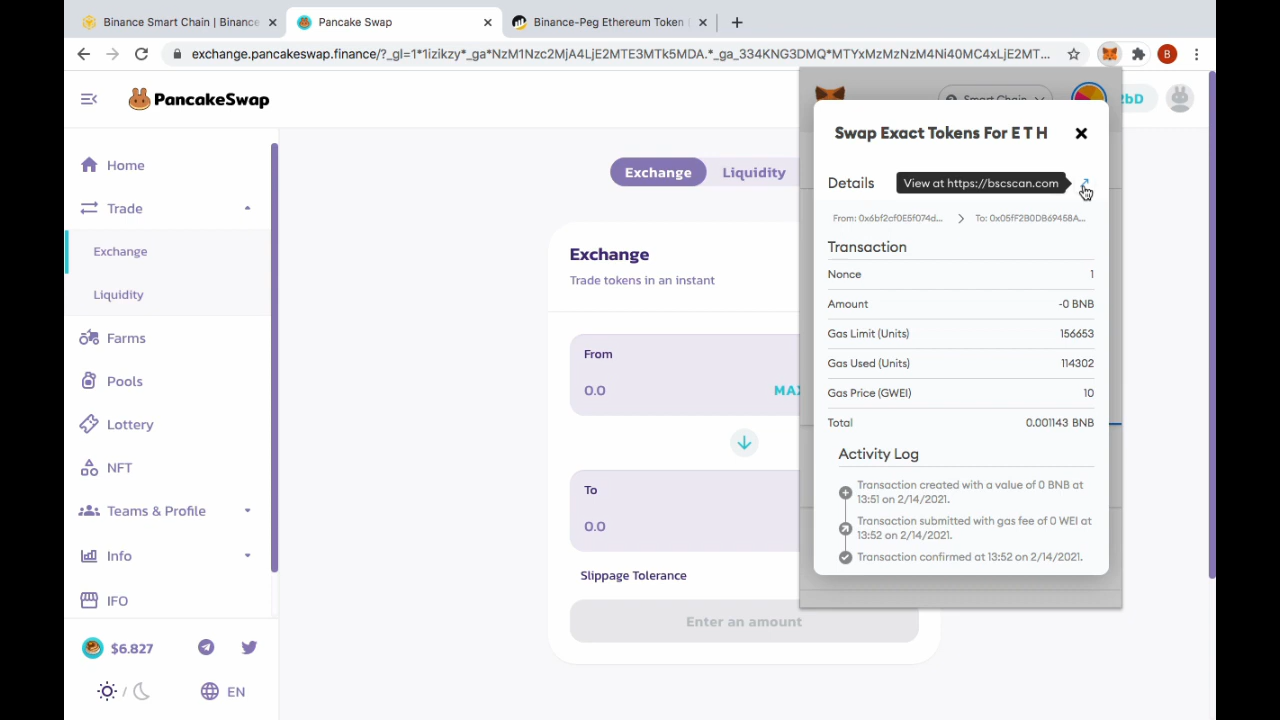 Binance Smart Chain | Binance
Pancake Swap
Binance-Peg Ethereum Token
exchange.pancakeswap.finance/?_gl=1*1izikzy*_ga*NzM1Nzc2MjA4LjE2MTE3MTk5MDA.*_ga_334KNG3DMQ*MTYxMzMzNzM4Ni40MC4xLjE2MT...
B
PancakeSwap
Smart Chain
2bD
Home
Trade
Exchange
Liquidity
Farms
Pools
Lottery
NFT
Teams & Profile
Info
IFO
$6.827
/
EN
Exchange
Liquidity
Exchange
Trade tokens in an instant
From
0.0
MAX
To
0.0
Slippage Tolerance
Enter an amount
Swap Exact Tokens For E T H
Details
View at https://bscscan.com
From: 0x6bf2cf0E5f074d...
To: 0x05fF2B0DB69458A...
Transaction
Nonce 1
Amount -0 BNB
Gas Limit (Units) 156653
Gas Used (Units) 114302
Gas Price (GWEI) 10
Total 0.001143 BNB
Activity Log
Transaction created with a value of 0 BNB at
13:51 on 2/14/2021.
Transaction submitted with gas fee of 0 WEI at
13:52 on 2/14/2021.
Transaction confirmed at 13:52 on 2/14/2021.